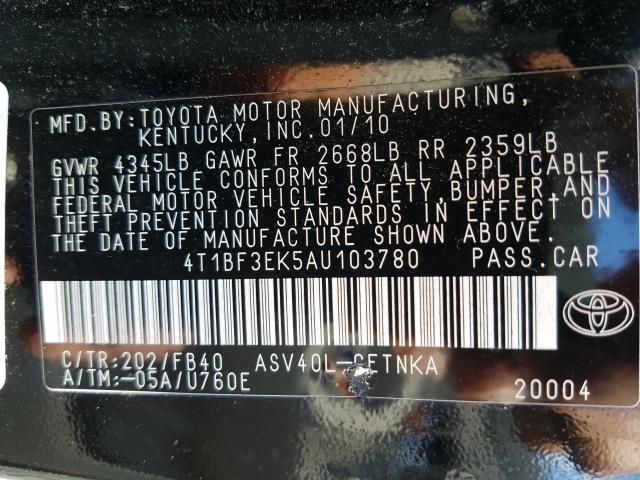 MFD.BY:TOYOTA MOTOR MANUFACTURING,
KENTUCKY,INC.01/10
GVWR 4345LB GAWR FR 2668LB RR 2359LB
THIS VEHICLE CONFORMS TO ALL APPLICABLE
FEDERAL MOTOR VEHICLE SAFETY,BUMPER,AND
THEFT PREVENTION STANDARDS IN EFFECT ON
THE DATE OF MANUFACTURE SHOWN ABOVE.
4T1BF3EK5AU103780 PASS.CAR
C/TR:202/FB40
A/TM:-05A/U760E
20004